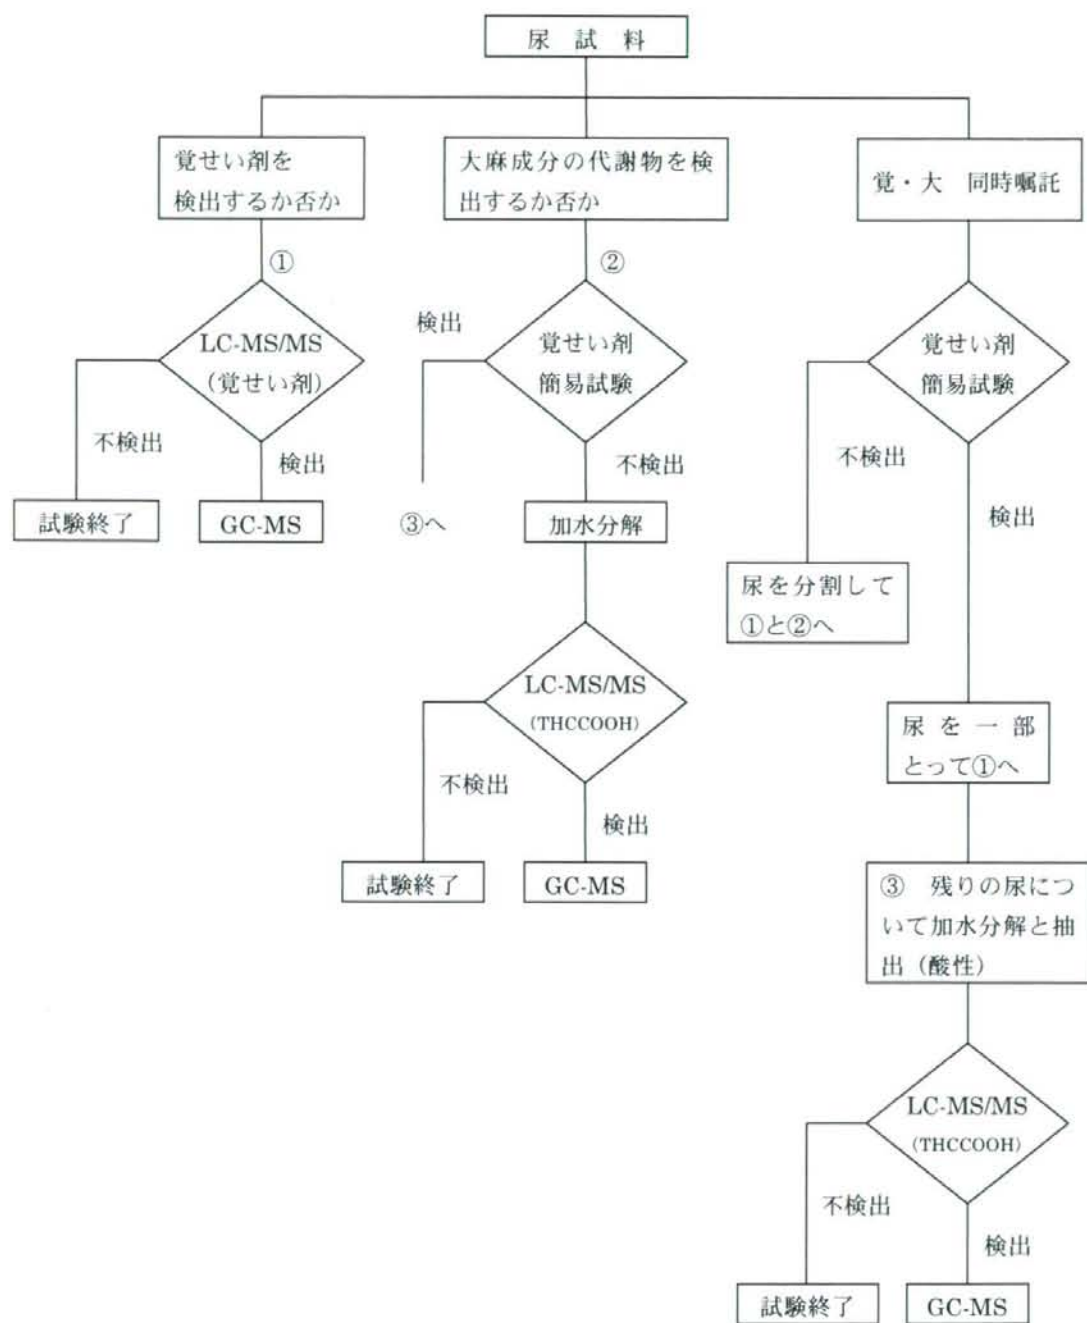 尿 試 料
覚せい剤を
検出するか否か
①
LC-MS/MS
(覚せい剤)
不検出
検出
試験終了
GC-MS
大麻成分の代謝物を検
出するか否か
②
検出
覚せい剤
簡易試験
不検出
③へ
加水分解
LC-MS/MS
(THCCOOH)
不検出
検出
試験終了
GC-MS
覚・大 同時嘱託
覚せい剤
簡易試験
不検出
検出
尿を分割して
①と②へ
尿を一部
とって①へ
③ 残りの尿につ
いて加水分解と抽
出(酸性)
LC-MS/MS
(THCCOOH)
不検出
検出
試験終了
GC-MS